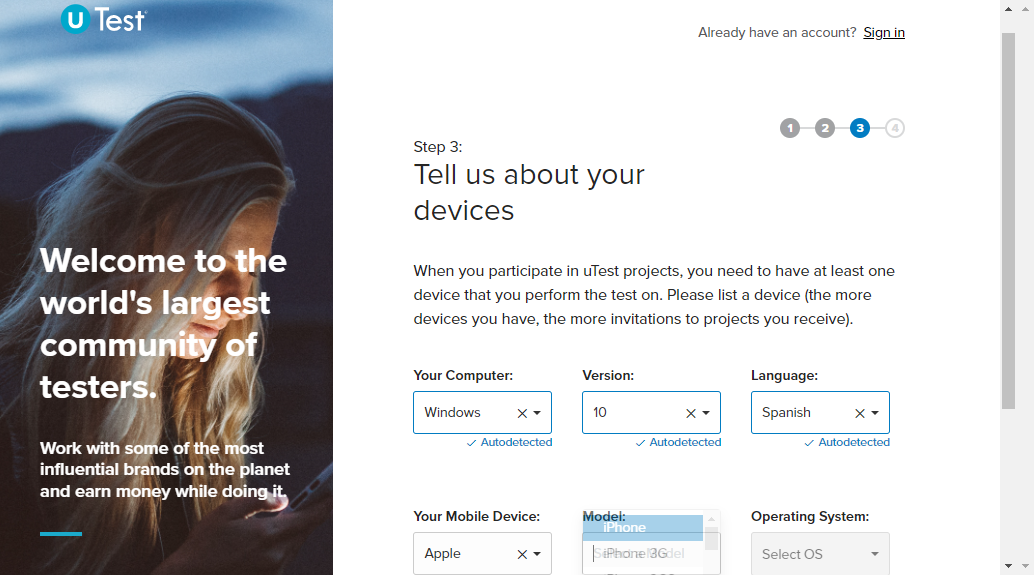 U Test
Already have an account? Sign in
1 2 3 4
Step 3:
Tell us about your
devices
Welcome to the
world's largest
community of
testers.
When you participate in uTest projects, you need to have at least one
device that you perform the test on. Please list a device (the more
devices you have, the more invitations to projects you receive).
Your Computer: Version: Language:
Windows 10 Spanish
Autodetected Autodetected Autodetected
Work with some of the most
influential brands on the planet
and earn money while doing it.
Your Mobile Device: Model: Operating System:
iPhone
Apple iPhone 3G Select OS